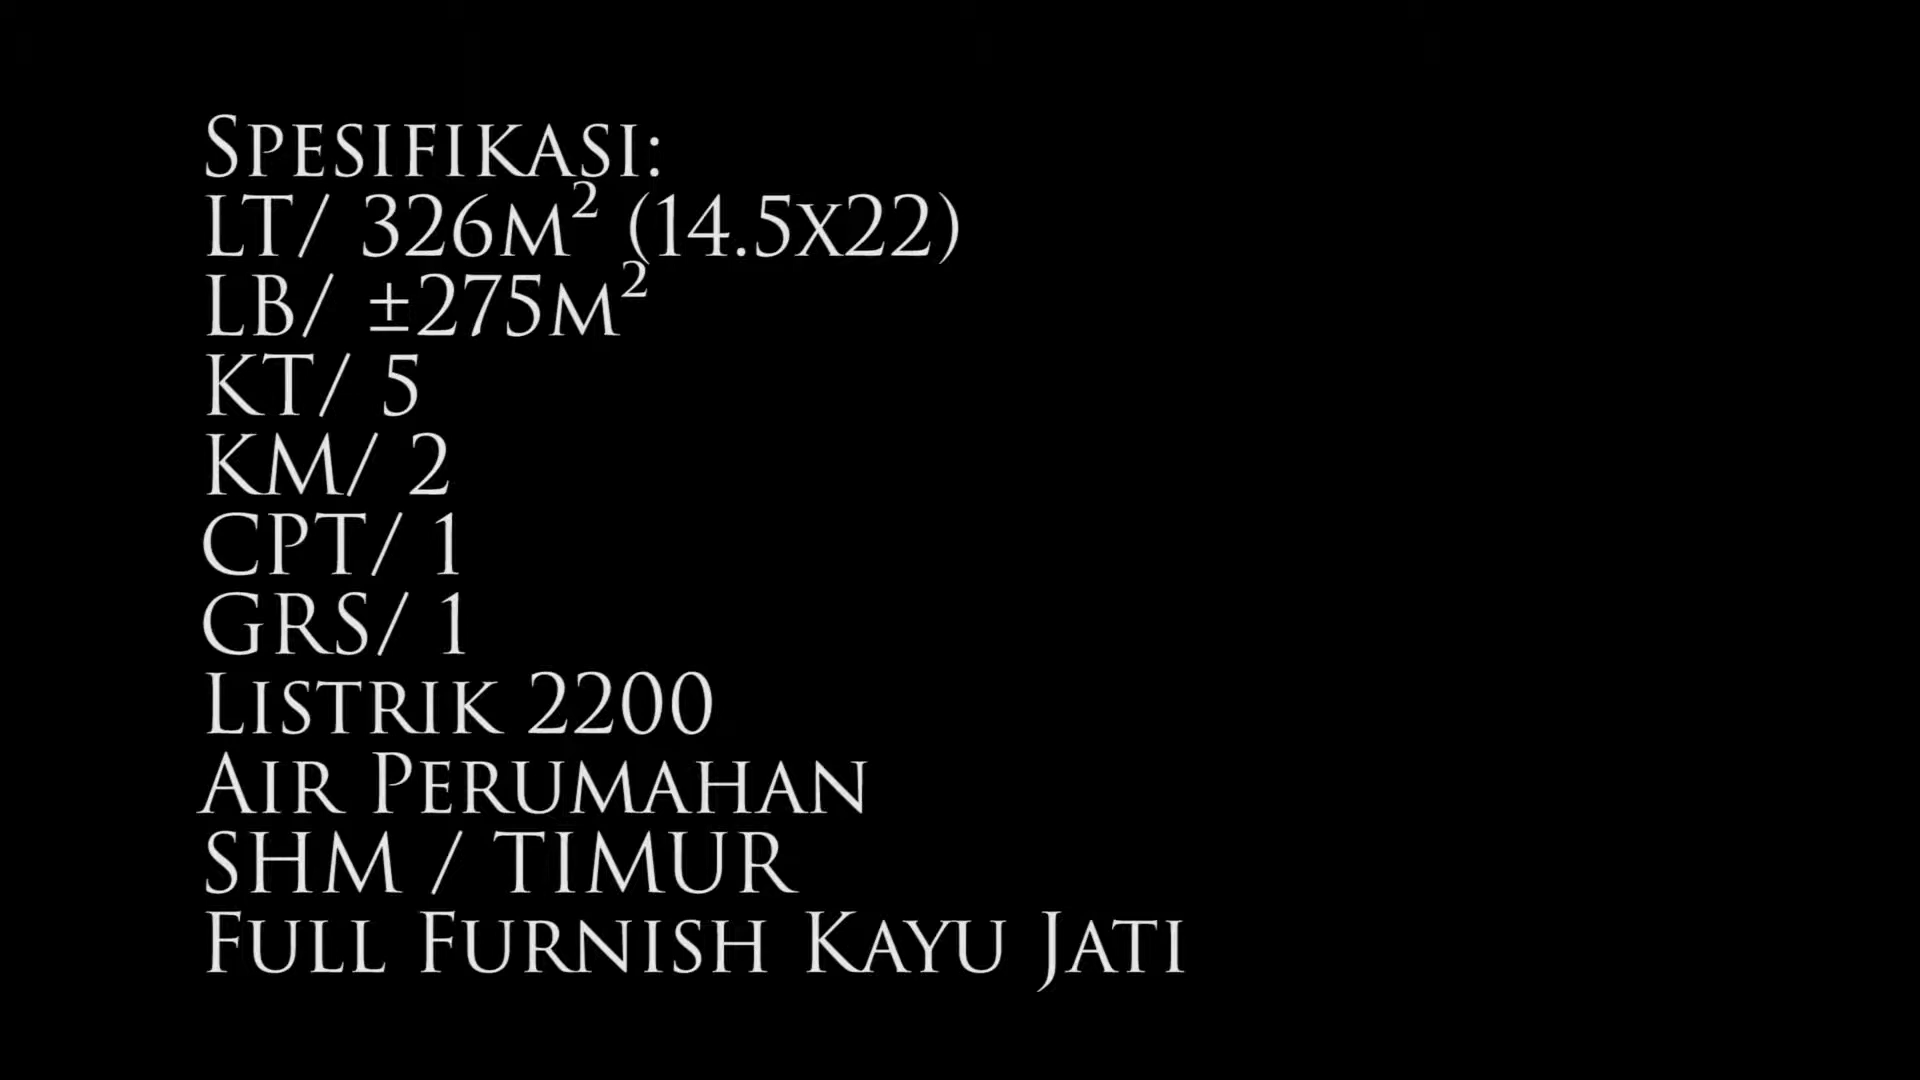 Spesifikasi:
LT/ 326m² (14.5x22)
LB/ ±275m²
KT/ 5
KM/ 2
CPT/ 1
GRS/ 1
Listrik 2200
Air Perumahan
SHM / TIMUR
Full Furnish Kayu Jati